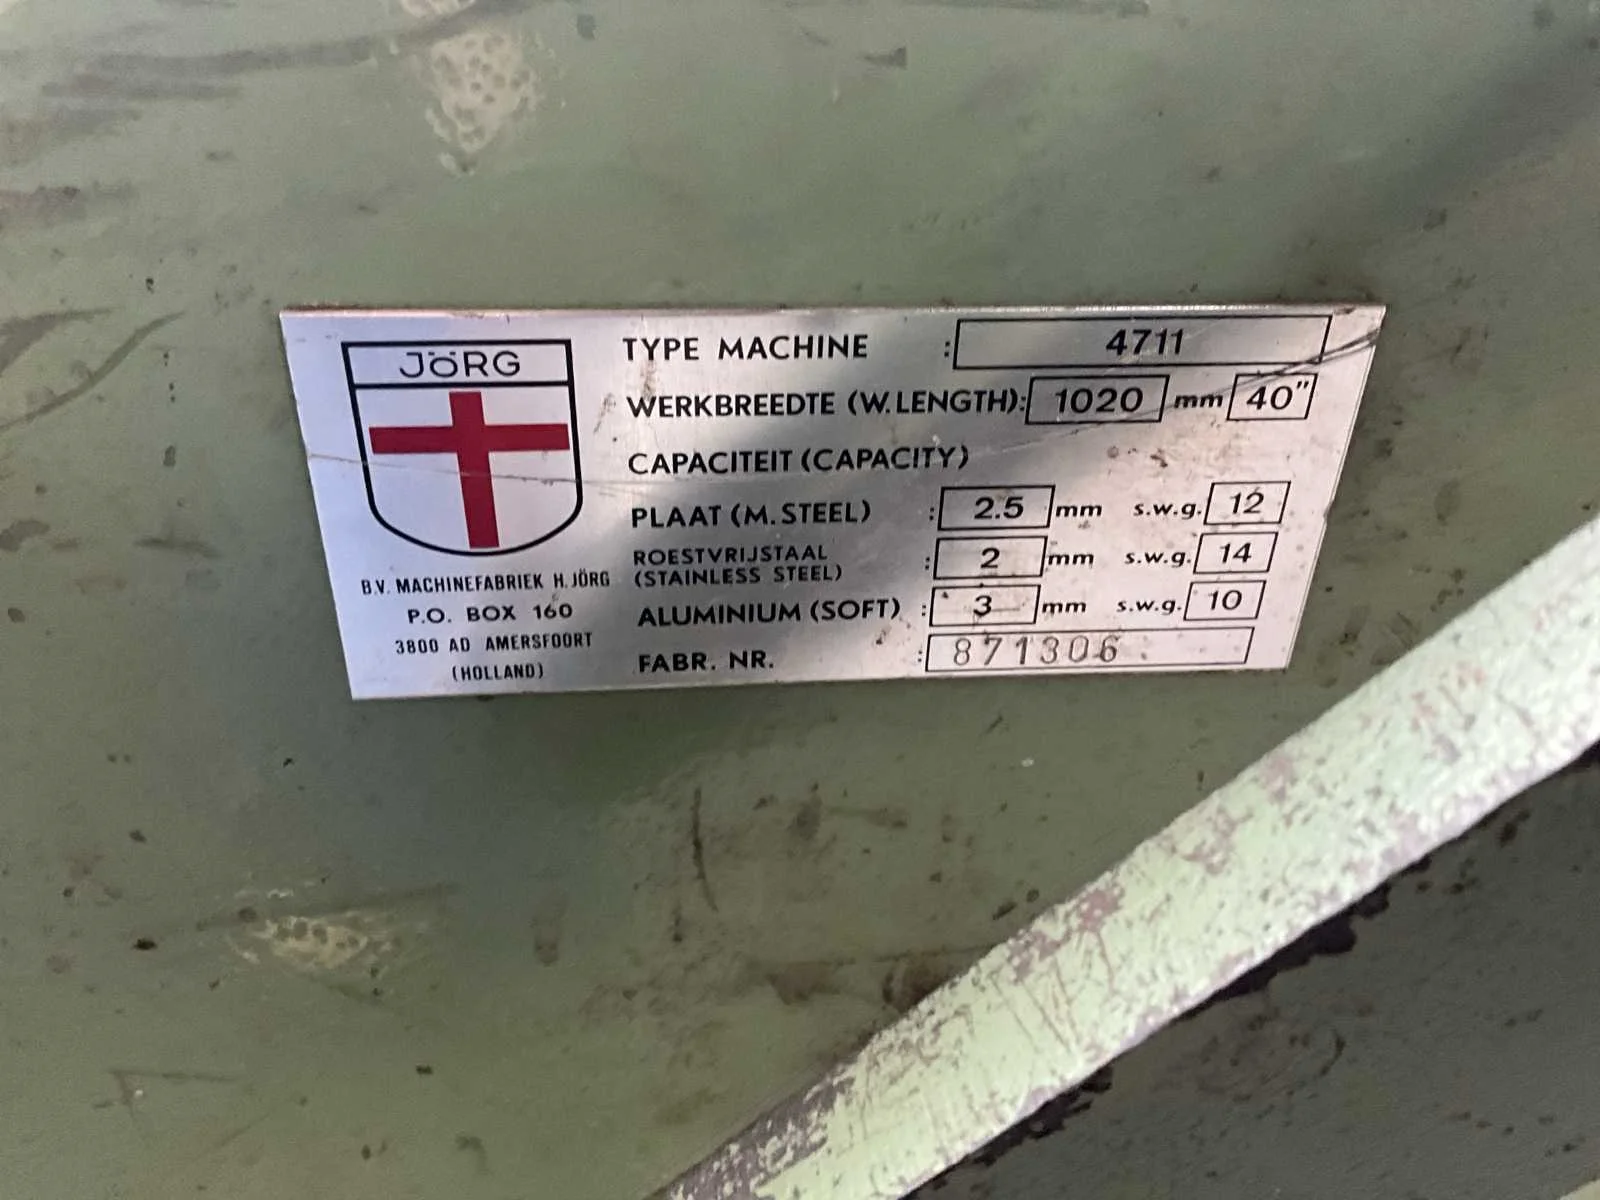 JÖRG
B.V. MACHINEFABRIEK H. JÖRG
P.O. BOX 160
3800 AD AMERSFOORT
(HOLLAND)
TYPE MACHINE : 4711
WERKBREEDTE (W. LENGTH): 1020 mm 40"
CAPACITEIT (CAPACITY)
PLAAT (M. STEEL) : 2.5 mm s.w.g. 12
ROESTVRIJSTAAL
(STAINLESS STEEL) : 2 mm s.w.g. 14
ALUMINIUM (SOFT) : 3 mm s.w.g. 10
FABR. NR. : 871306